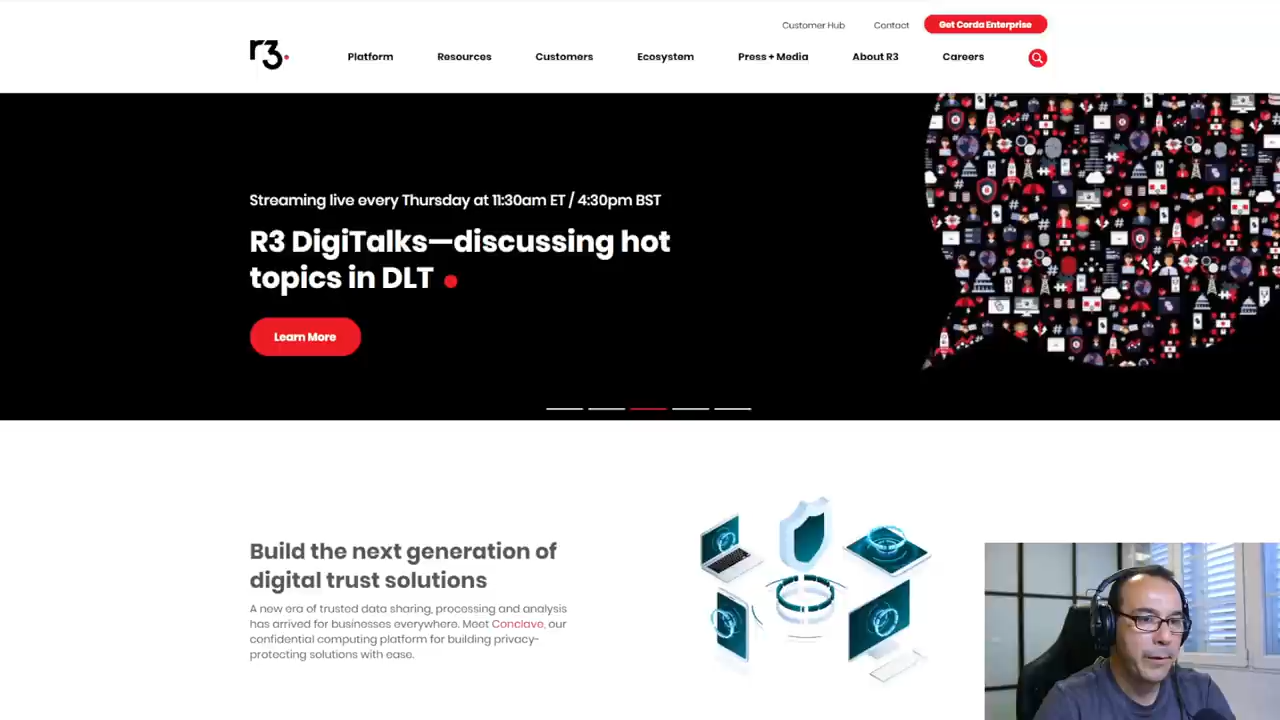 Customer Hub
Contact
Get Corda Enterprise
r3.
Platform
Resources
Customers
Ecosystem
Press + Media
About R3
Careers
Streaming live every Thursday at 11:30am ET / 4:30pm BST
R3 DigiTalks—discussing hot
topics in DLT
Learn More
Build the next generation of
digital trust solutions
A new era of trusted data sharing, processing and analysis
has arrived for businesses everywhere. Meet Conclave, our
confidential computing platform for building privacy-
protecting solutions with ease.